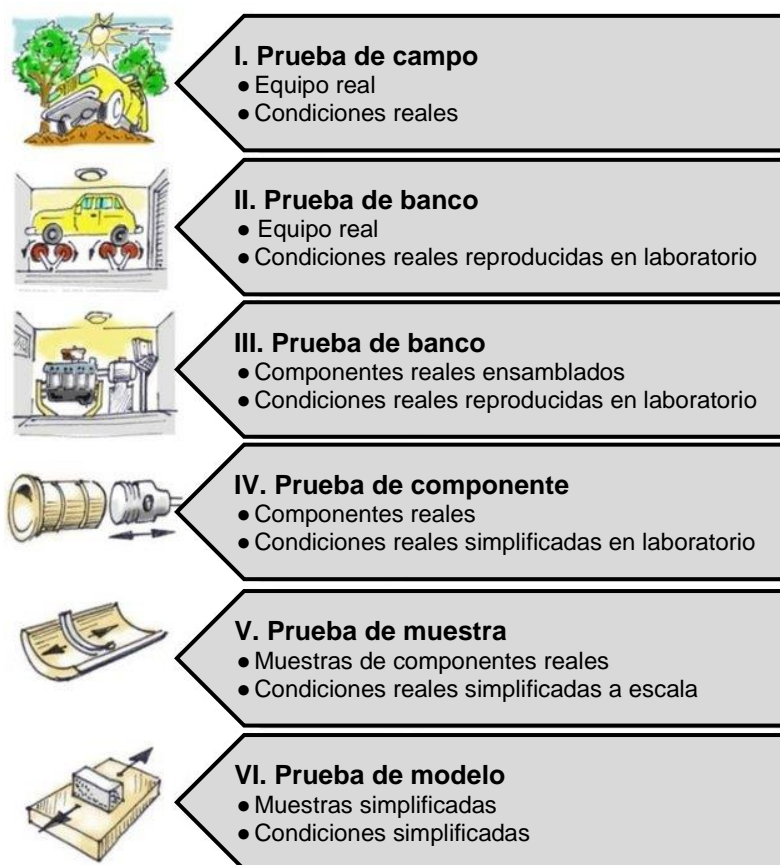 I. Prueba de campo
● Equipo real
● Condiciones reales
II. Prueba de banco
● Equipo real
● Condiciones reales reproducidas en laboratorio
III. Prueba de banco
● Componentes reales ensamblados
● Condiciones reales reproducidas en laboratorio
IV. Prueba de componente
● Componentes reales
● Condiciones reales simplificadas en laboratorio
V. Prueba de muestra
● Muestras de componentes reales
● Condiciones reales simplificadas a escala
VI. Prueba de modelo
● Muestras simplificadas
● Condiciones simplificadas